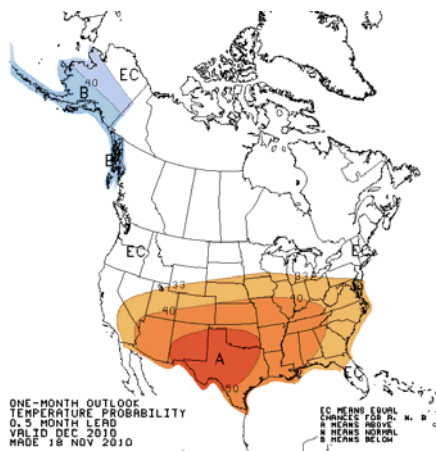 EC
40
B
EC
EC
33
33
40
40
A
50
EC
ONE-MONTH OUTLOOK
TEMPERATURE PROBABILITY
0.5 MONTH LEAD
VALID DEC 2010
MADE 18 NOV 2010
EC MEANS EQUAL
CHANCES FOR A, N, B
A MEANS ABOVE
N MEANS NORMAL
B MEANS BELOW